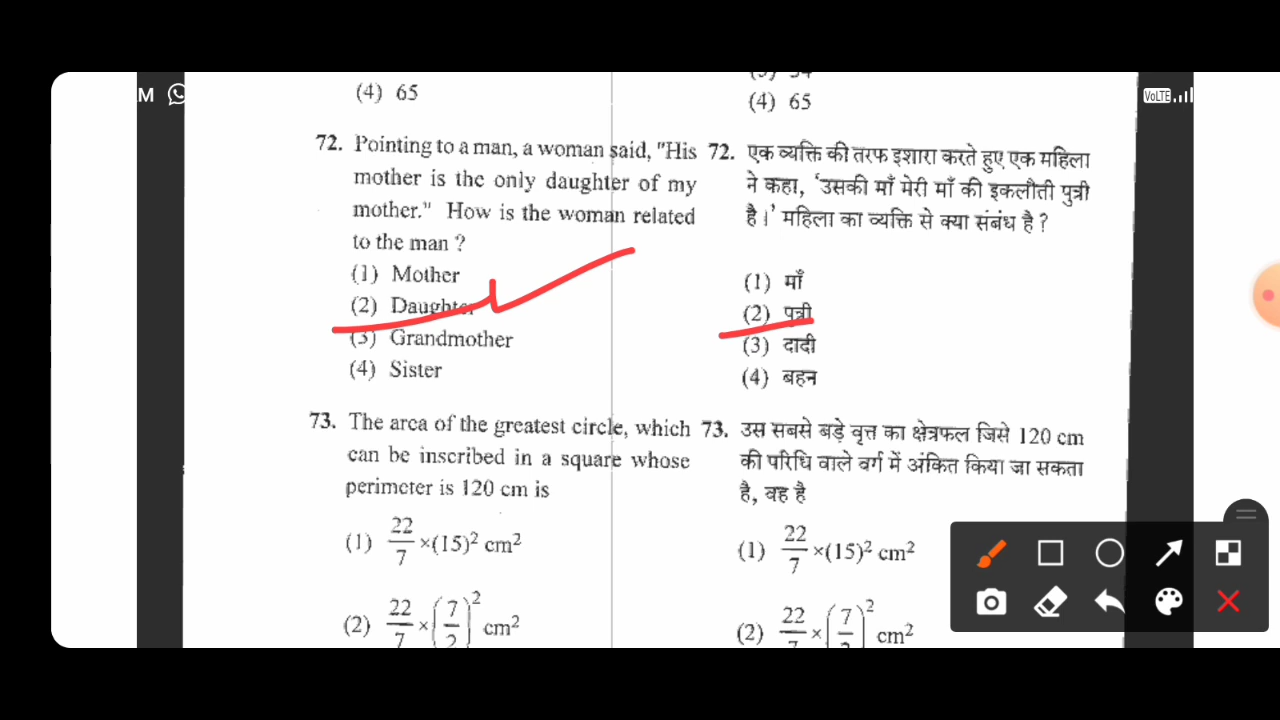 M
VoLTE
(4) 65
72. Pointing to a man, a woman said, "His
mother is the only daughter of my
mother." How is the woman related
to the man ?
(1) Mother
(2) Daughter
(3) Grandmother
(4) Sister
73. The area of the greatest circle, which
can be inscribed in a square whose
perimeter is 120 cm is
(1) 22/7 ×(15)² cm²
(2) 22/7 ×(7/2)² cm²
(4) 65
72. एक व्यक्ति की तरफ इशारा करते हुए एक महिला
ने कहा, 'उसकी माँ मेरी माँ की इकलौती पुत्री
है।' महिला का व्यक्ति से क्या संबंध है ?
(1) माँ
(2) पुत्री
(3) दादी
(4) बहन
73. उस सबसे बड़े वृत्त का क्षेत्रफल जिसे 120 cm
की परिधि वाले वर्ग में अंकित किया जा सकता
है, वह है
(1) 22/7 ×(15)² cm²
(2) 22/7 ×(7/2)² cm²